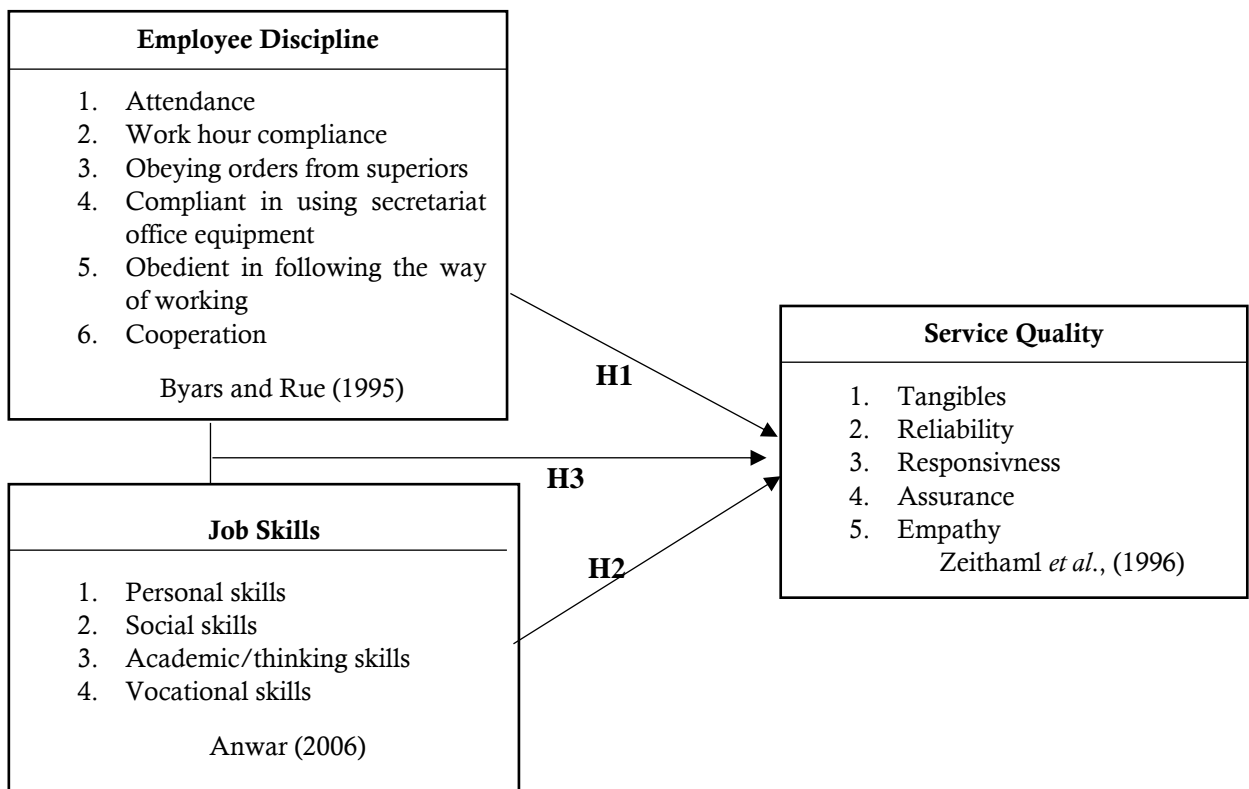 Employee Discipline
1. Attendance
2. Work hour compliance
3. Obeying orders from superiors
4. Compliant in using secretariat
office equipment
5. Obedient in following the way
of working
6. Cooperation
Byars and Rue (1995)
H1
H3
H2
Job Skills
1. Personal skills
2. Social skills
3. Academic/thinking skills
4. Vocational skills
Anwar (2006)
Service Quality
1. Tangibles
2. Reliability
3. Responsivness
4. Assurance
5. Empathy
Zeithaml et al., (1996)